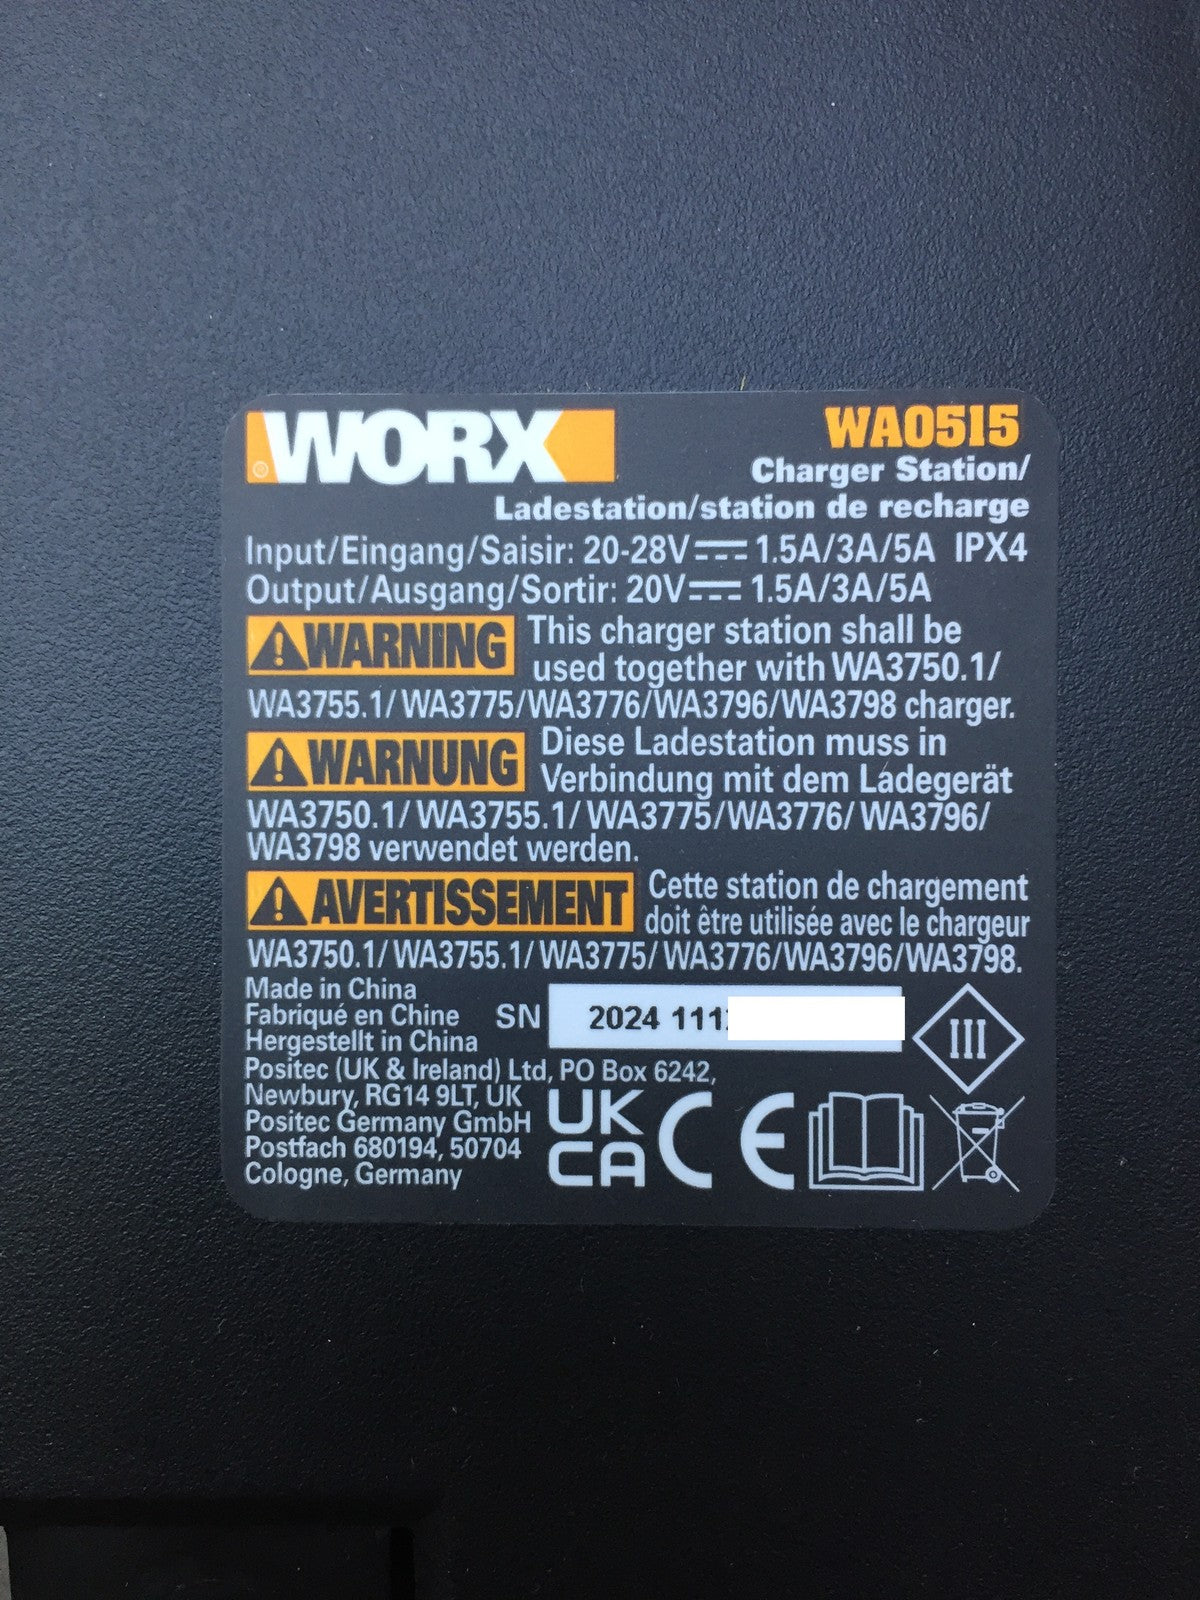 WORX
®
WA0515
Charger Station/
Ladestation/station de recharge
Input/Eingang/Saisir: 20-28V 1.5A/3A/5A IPX4
Output/Ausgang/Sortir: 20V 1.5A/3A/5A
WARNING This charger station shall be
used together with WA3750.1/
WA3755.1/ WA3775/WA3776/WA3796/WA3798 charger.
WARNUNG Diese Ladestation muss in
Verbindung mit dem Ladegerät
WA3750.1/ WA3755.1/ WA3775/WA3776/ WA3796/
WA3798 verwendet werden.
AVERTISSEMENT Cette station de chargement
doit être utilisée avec le chargeur
WA3750.1/ WA3755.1/ WA3775/ WA3776/WA3796/WA3798.
Made in China
Fabriqué en Chine
Hergestellt in China
SN 2024 111
III
Positec (UK & Ireland) Ltd, PO Box 6242,
Newbury, RG14 9LT, UK
Positec Germany GmbH
Postfach 680194, 50704
Cologne, Germany
UK
CA
CE